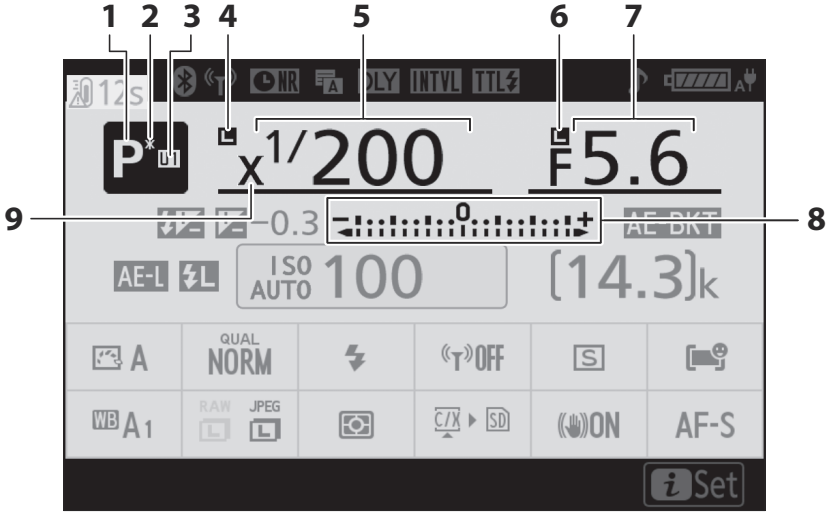 1 2 3 4 5 6 7
12s NR A DLY INTVL TTL A
P* U1 L X 1/200 L F5.6
9 8
−0.3 − 0 + AE-BKT
AE-L L ISO AUTO 100 [14.3]k
A QUAL NORM OFF S
WB A1 RAW L JPEG L C/X SD ON AF-S
i Set